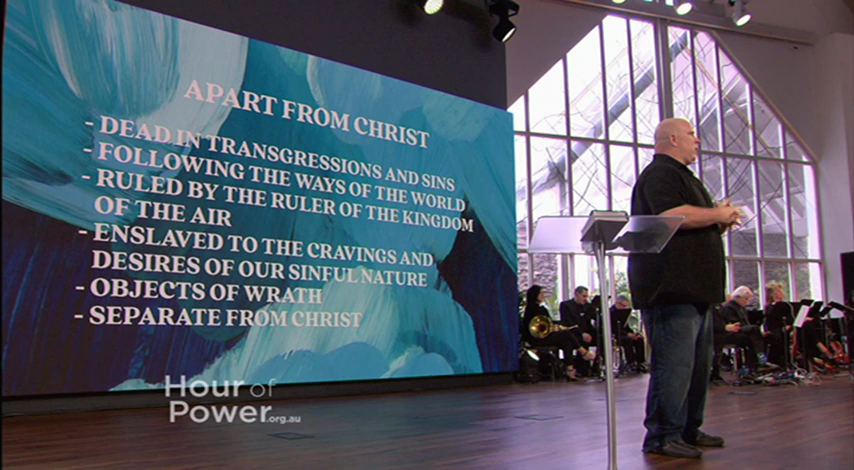 APART FROM CHRIST
- DEAD IN TRANSGRESSIONS AND SINS
- FOLLOWING THE WAYS OF THE WORLD
- RULED BY THE RULER OF THE KINGDOM
OF THE AIR
- ENSLAVED TO THE CRAVINGS AND
DESIRES OF OUR SINFUL NATURE
- OBJECTS OF WRATH
- SEPARATE FROM CHRIST
Hour of
Power.org.au